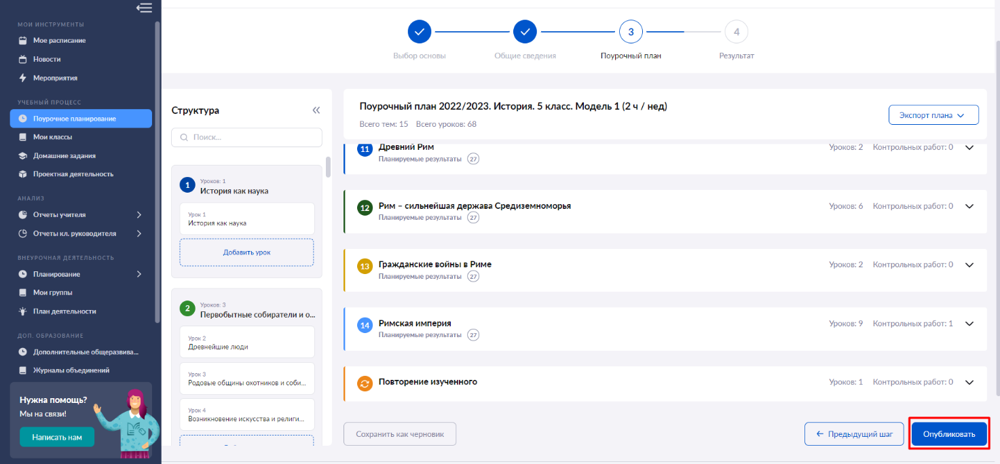 МОИ ИНСТРУМЕНТЫ
Мое расписание
Новости
Мероприятия
УЧЕБНЫЙ ПРОЦЕСС
Поурочное планирование
Мои классы
Домашние задания
Проектная деятельность
АНАЛИЗ
Отчеты учителя
Отчеты кл. руководителя
ВНЕУРОЧНАЯ ДЕЯТЕЛЬНОСТЬ
Планирование
Мои группы
План деятельности
ДОП. ОБРАЗОВАНИЕ
Дополнительные общеразвива...
Журналы объединений
Нужна помощь?
Мы на связи!
Написать нам
3
4
Выбор основы
Общие сведения
Поурочный план
Результат
Структура
Поиск...
1
Уроков: 1
История как наука
Урок 1
История как наука
Добавить урок
2
Уроков: 3
Первобытные собиратели и о...
Урок 2
Древнейшие люди
Урок 3
Родовые общины охотников и соби...
Урок 4
Возникновение искусства и религи...
Поурочный план 2022/2023. История. 5 класс. Модель 1 (2 ч / нед)
Всего тем: 15 Всего уроков: 68
Экспорт плана
11 Древний Рим Уроков: 2 Контрольных работ: 0
Планируемые результаты 27
12 Рим – сильнейшая держава Средиземноморья Уроков: 6 Контрольных работ: 0
Планируемые результаты 27
13 Гражданские войны в Риме Уроков: 2 Контрольных работ: 0
Планируемые результаты 27
14 Римская империя Уроков: 9 Контрольных работ: 1
Планируемые результаты 27
Повторение изученного Уроков: 1 Контрольных работ: 0
Сохранить как черновик
Предыдущий шаг
Опубликовать